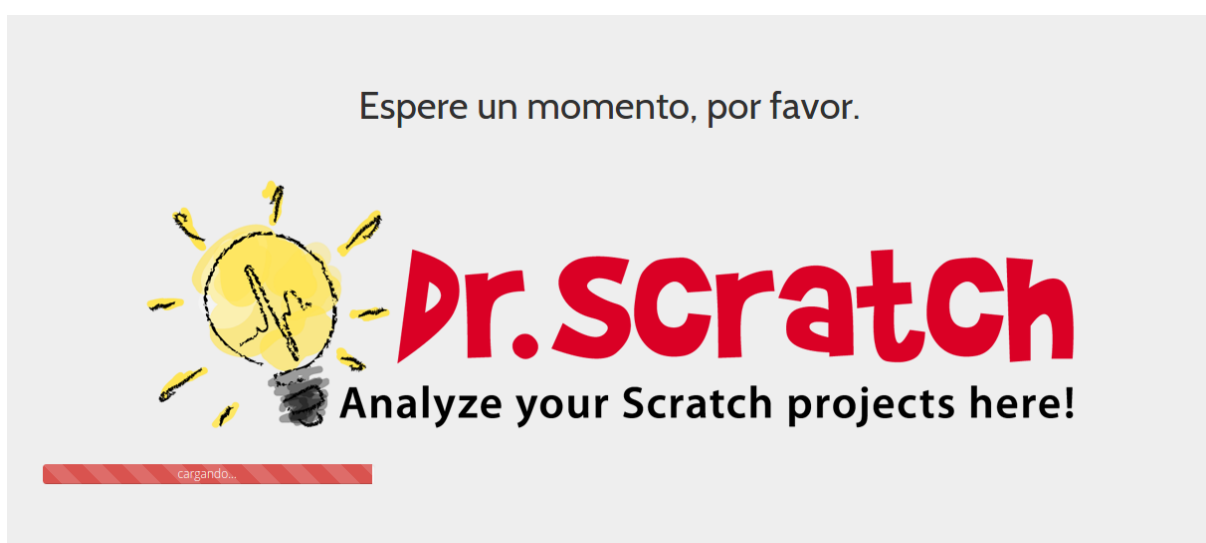 Espere un momento, por favor.
Dr.Scratch
Analyze your Scratch projects here!
cargando...